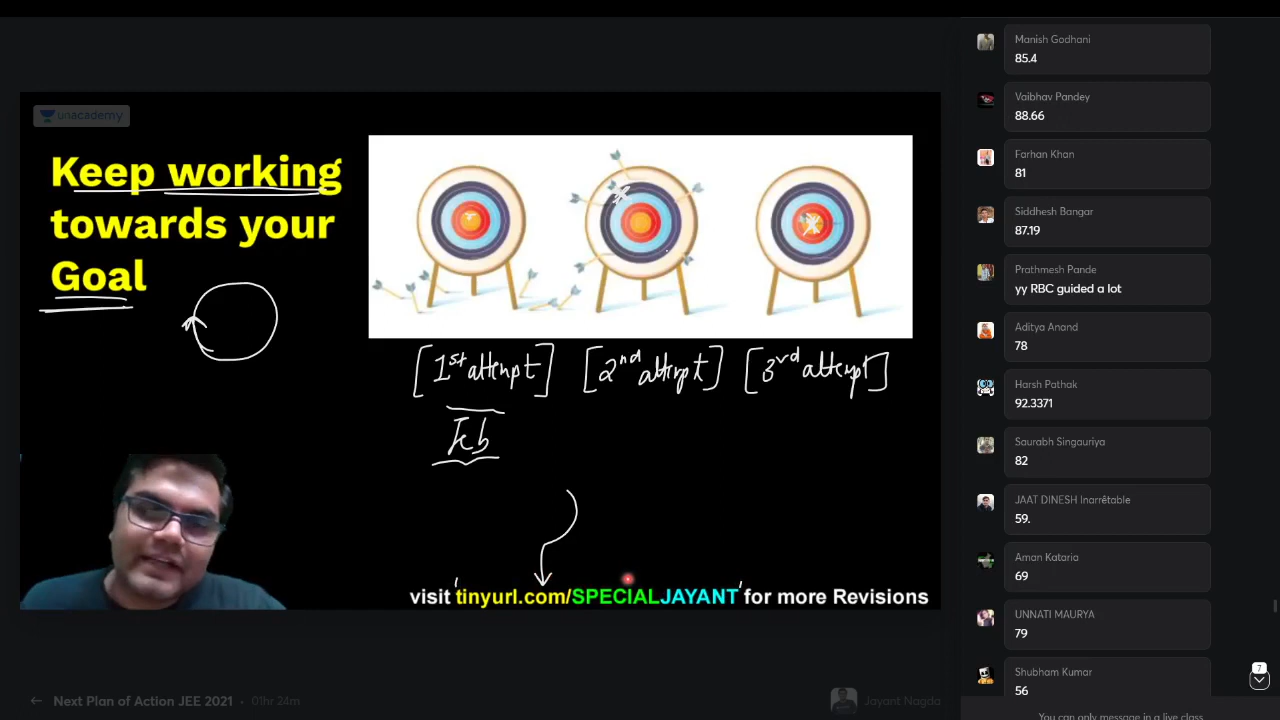 unacademy
Keep working
towards your
Goal
[1st attempt] [2nd attempt] [3rd attempt]
Feb
visit 'tinyurl.com/SPECIALJAYANT' for more Revisions
← Next Plan of Action JEE 2021 • 01hr 24m
Jayant Nagda
Manish Godhani
85.4
Vaibhav Pandey
88.66
Farhan Khan
81
Siddhesh Bangar
87.19
Prathmesh Pande
yy RBC guided a lot
Aditya Anand
78
Harsh Pathak
92.3371
Saurabh Singauriya
82
JAAT DINESH Inarrêtable
59.
Aman Kataria
69
UNNATI MAURYA
79
Shubham Kumar
56
7
You can only message in a live class